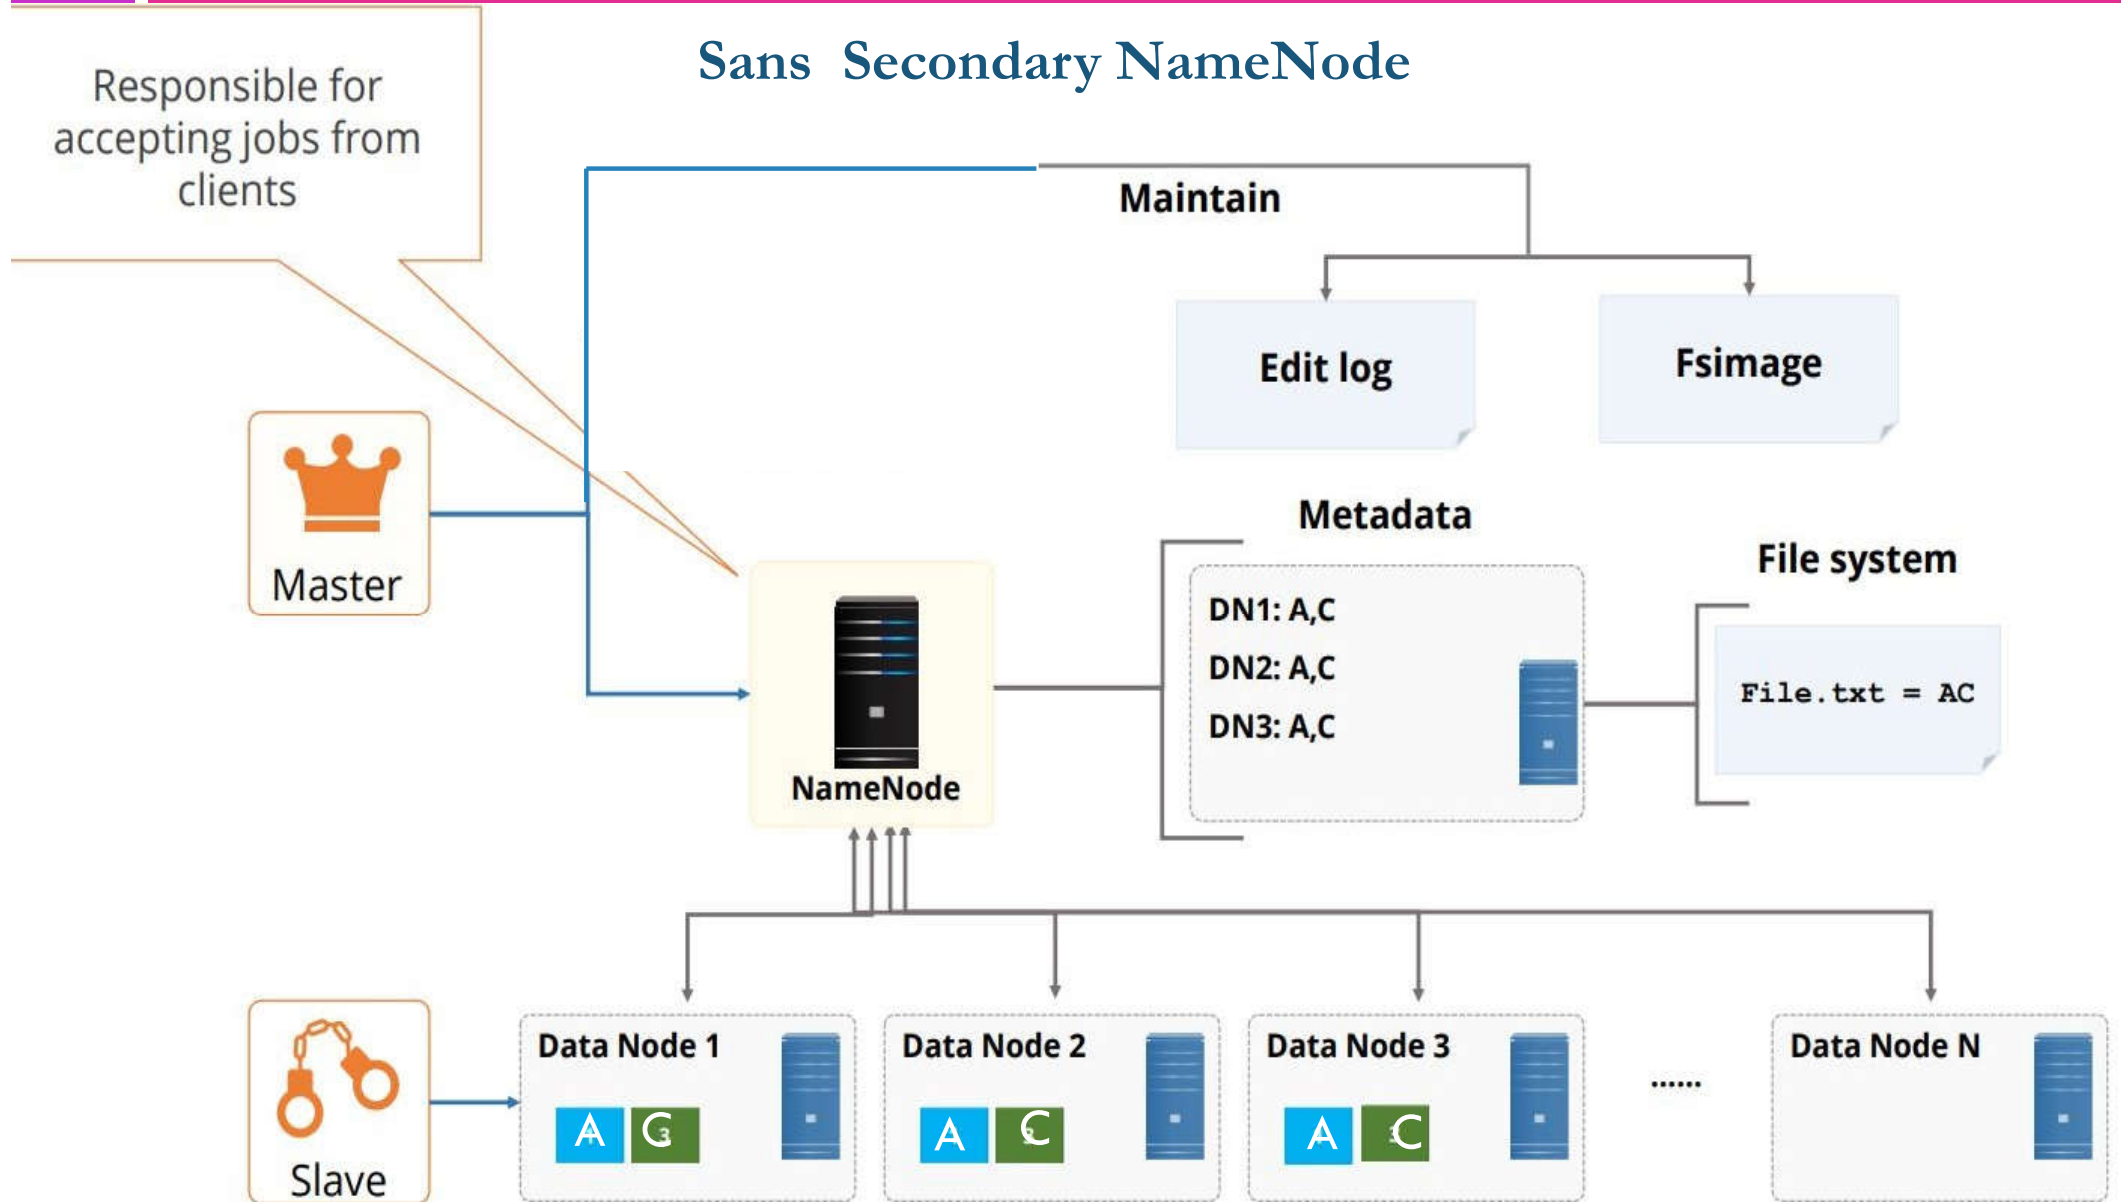 Sans Secondary NameNode
Responsible for
accepting jobs from
clients
Maintain
Edit log
Fsimage
Master
Metadata
File system
DN1: A,C
DN2: A,C
DN3: A,C
File.txt = AC
NameNode
Slave
Data Node 1
A C
Data Node 2
A C
Data Node 3
A C
......
Data Node N